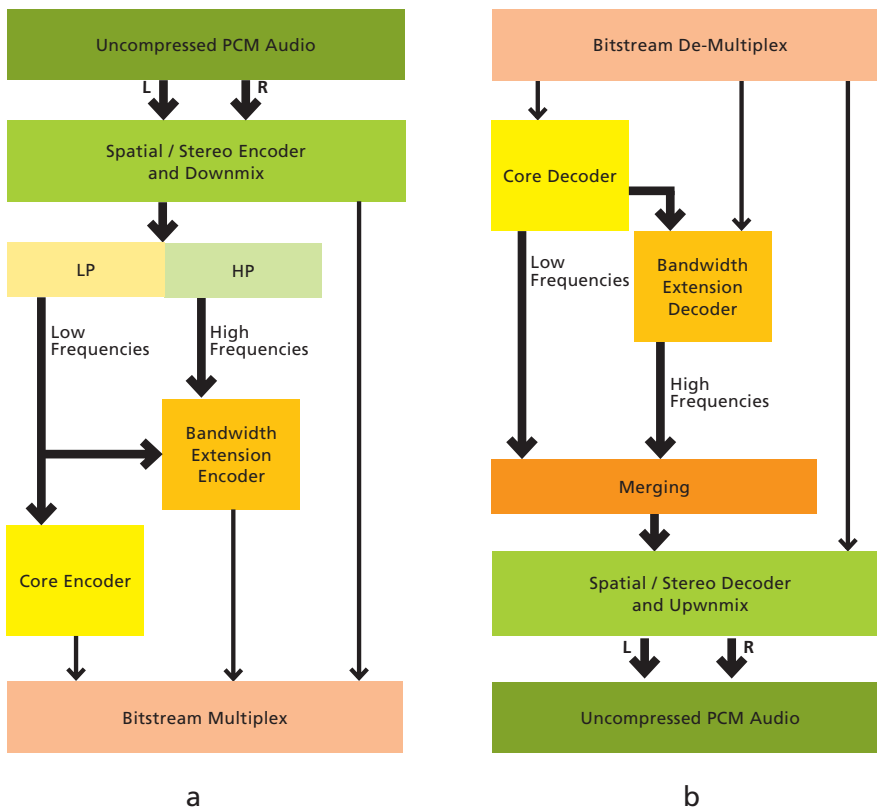 Uncompressed PCM Audio
L
R
Spatial / Stereo Encoder
and Downmix
LP
HP
Low
Frequencies
High
Frequencies
Bandwidth
Extension
Encoder
Core Encoder
Bitstream Multiplex
a
Bitstream De-Multiplex
Core Decoder
Low
Frequencies
Bandwidth
Extension
Decoder
High
Frequencies
Merging
Spatial / Stereo Decoder
and Upwnmix
L
R
Uncompressed PCM Audio
b